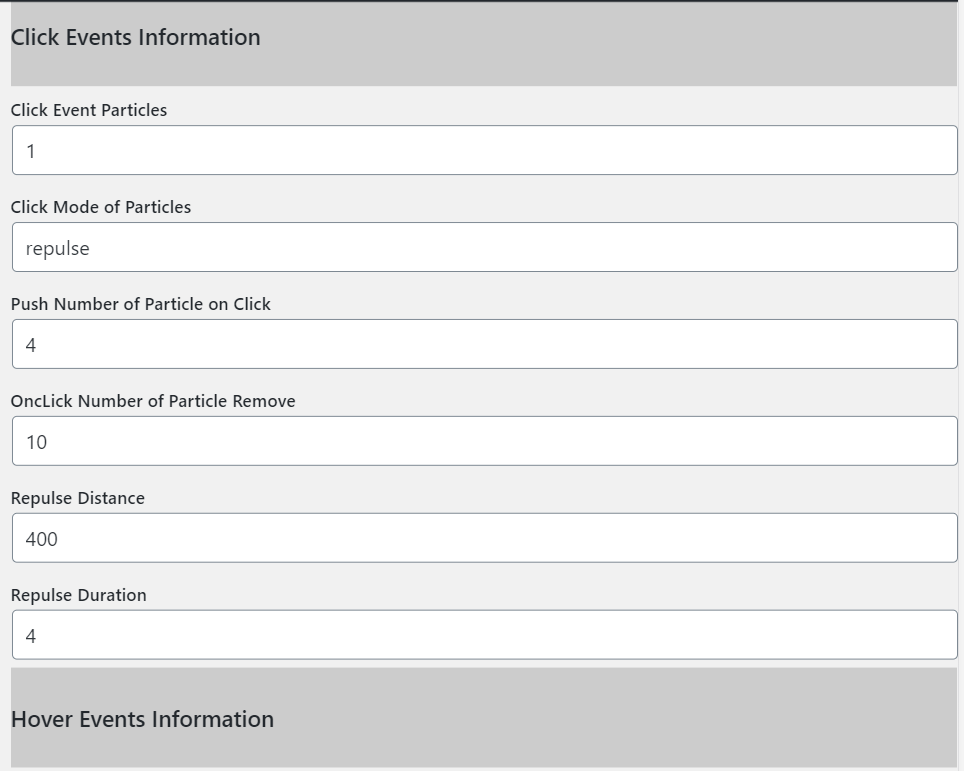 Click Events Information
Click Event Particles
1
Click Mode of Particles
repulse
Push Number of Particle on Click
4
OncLick Number of Particle Remove
10
Repulse Distance
400
Repulse Duration
4
Hover Events Information